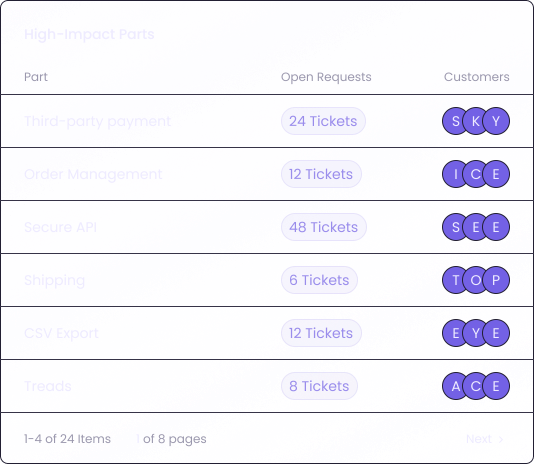 High-Impact Parts
Part Open Requests Customers
Third-party payment 24 Tickets S K Y
Order Management 12 Tickets I C E
Secure API 48 Tickets S E E
Shipping 6 Tickets T O P
CSV Export 12 Tickets E Y E
Treads 8 Tickets A C E
1-4 of 24 Items 1 of 8 pages Next ›